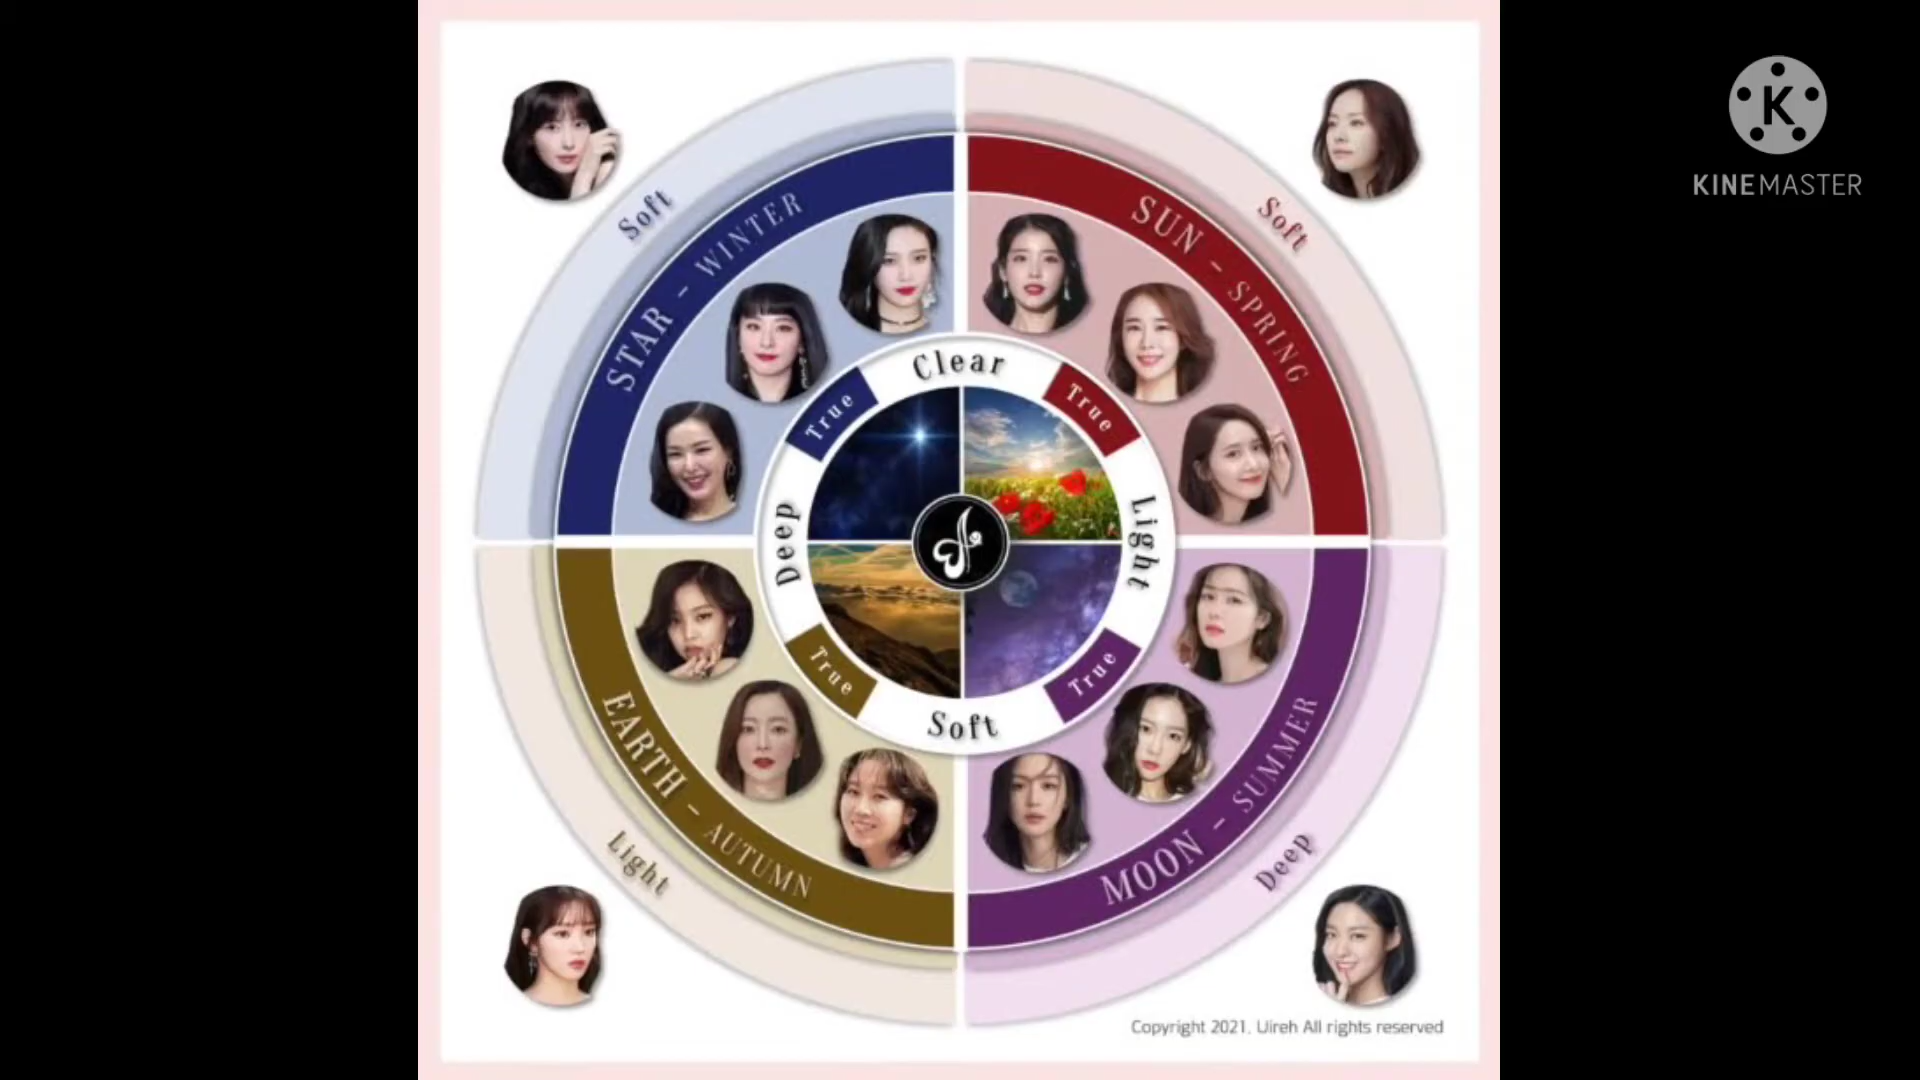 KINEMASTER
Soft
STAR - WINTER
SUN - SPRING
Soft
Clear
True
True
Deep
Light
True
True
Soft
EARTH - AUTUMN
MOON - SUMMER
Light
Deep
Copyright 2021. Uireh All rights reserved